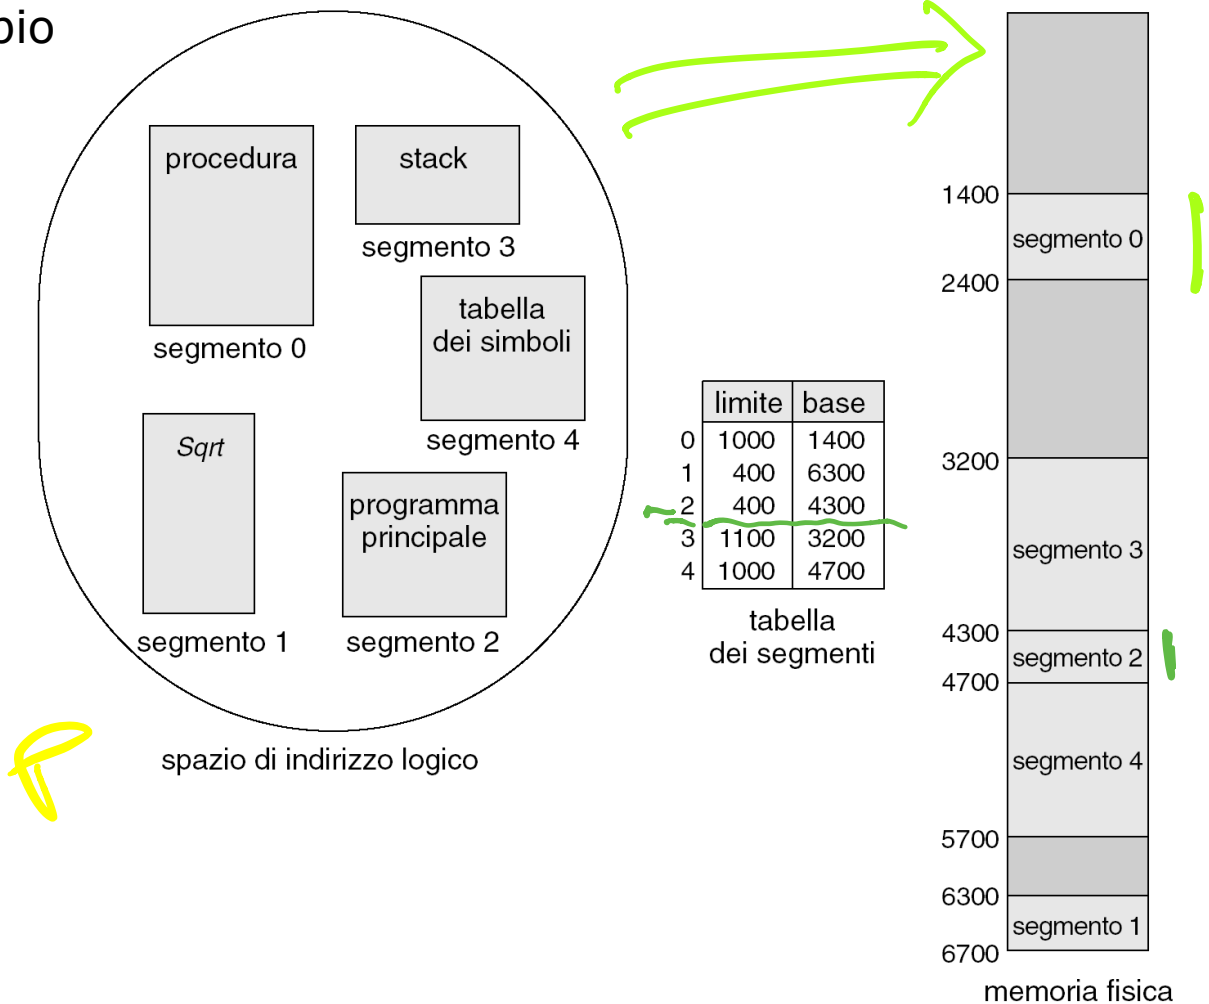 pio
procedura
stack
segmento 3
segmento 0
tabella
dei simboli
segmento 4
Sqrt
segmento 1
programma
principale
segmento 2
spazio di indirizzo logico
limite base
0 1000 1400
1 400 6300
2 400 4300
3 1100 3200
4 1000 4700
tabella
dei segmenti
1400
segmento 0
2400
3200
segmento 3
4300
segmento 2
4700
segmento 4
5700
6300
segmento 1
6700
memoria fisica